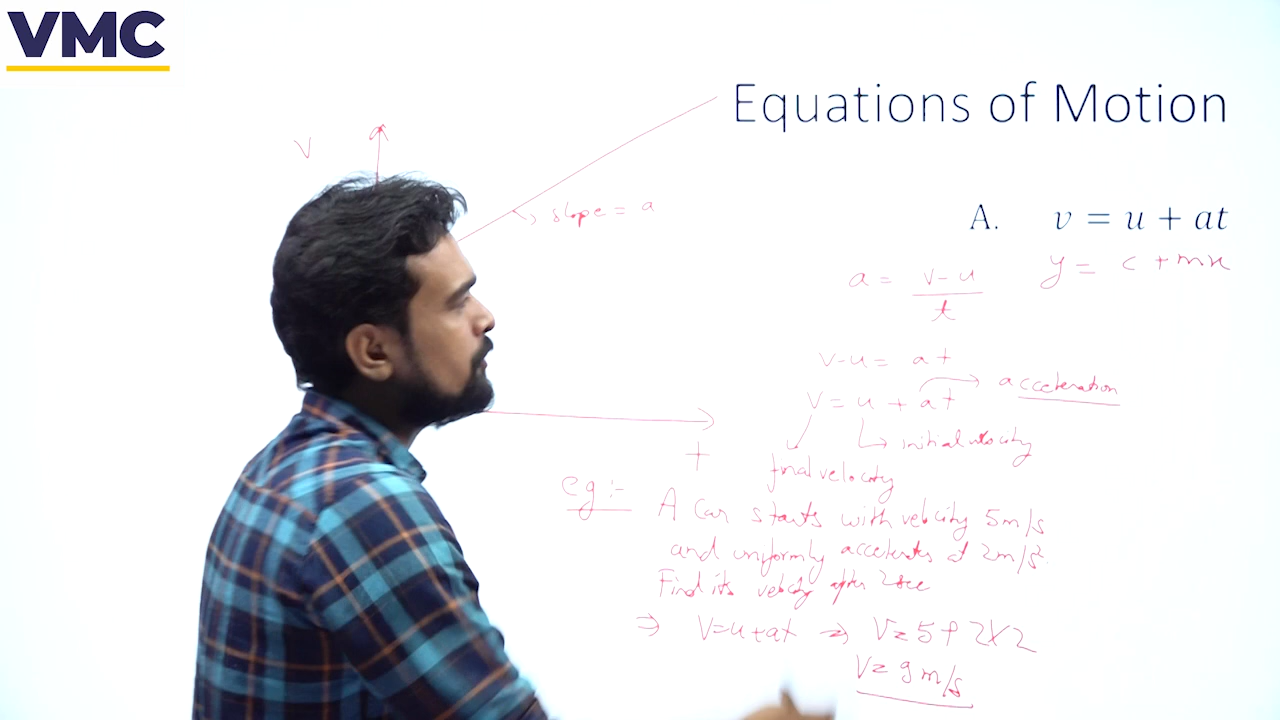 VMC
Equations of Motion
V
slope = a
A. v = u + at
y = c + mx
a = v-u
t
v-u = at
v = u + at
acceleration
initial velocity
final velocity
t
eg :-
A car starts with velocity 5m/s
and uniformly accelerates at 2m/s².
Find its velocity after 2sec
⇒ V=u+at ⇒ V= 5+2×2
V= 9 m/s